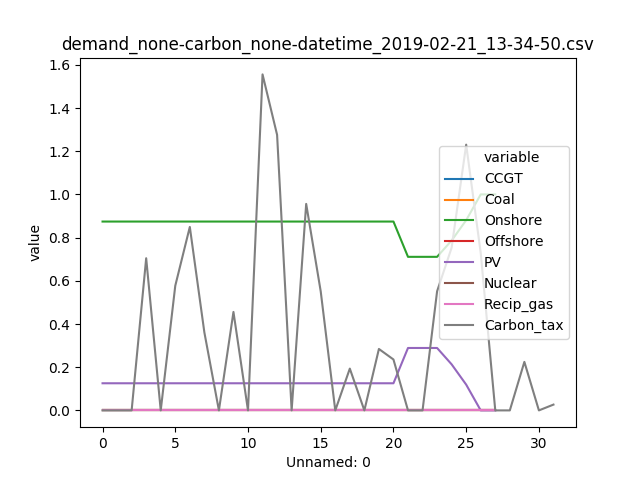 demand_none-carbon_none-datetime_2019-02-21_13-34-50.csv
1.6
1.4
1.2
1.0
0.8
0.6
0.4
0.2
0.0
value
variable
CCGT
Coal
Onshore
Offshore
PV
Nuclear
Recip_gas
Carbon_tax
0 5 10 15 20 25 30
Unnamed: 0